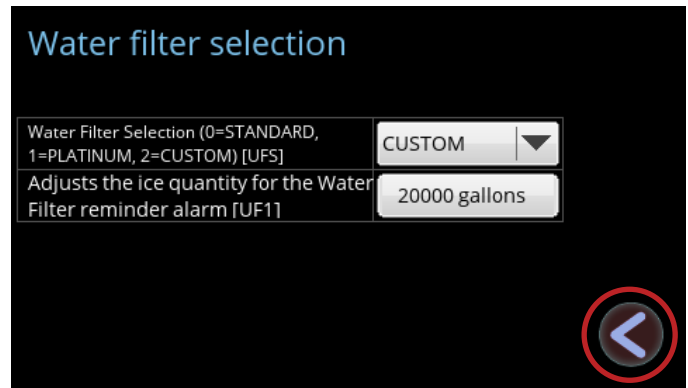 Water filter selection
Water Filter Selection (0=STANDARD,
1=PLATINUM, 2=CUSTOM) [UFS]
CUSTOM
Adjusts the ice quantity for the Water
Filter reminder alarm [UF1]
20000 gallons